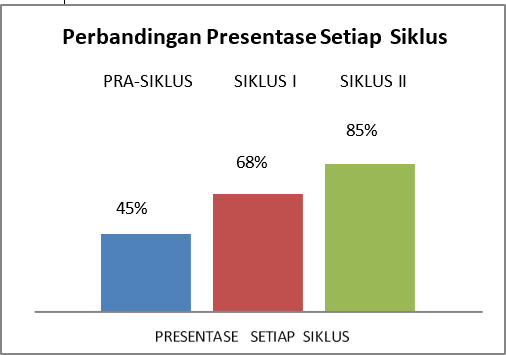 Perbandingan Presentase Setiap Siklus
PRA-SIKLUS SIKLUS I SIKLUS II
85%
68%
45%
PRESENTASE SETIAP SIKLUS